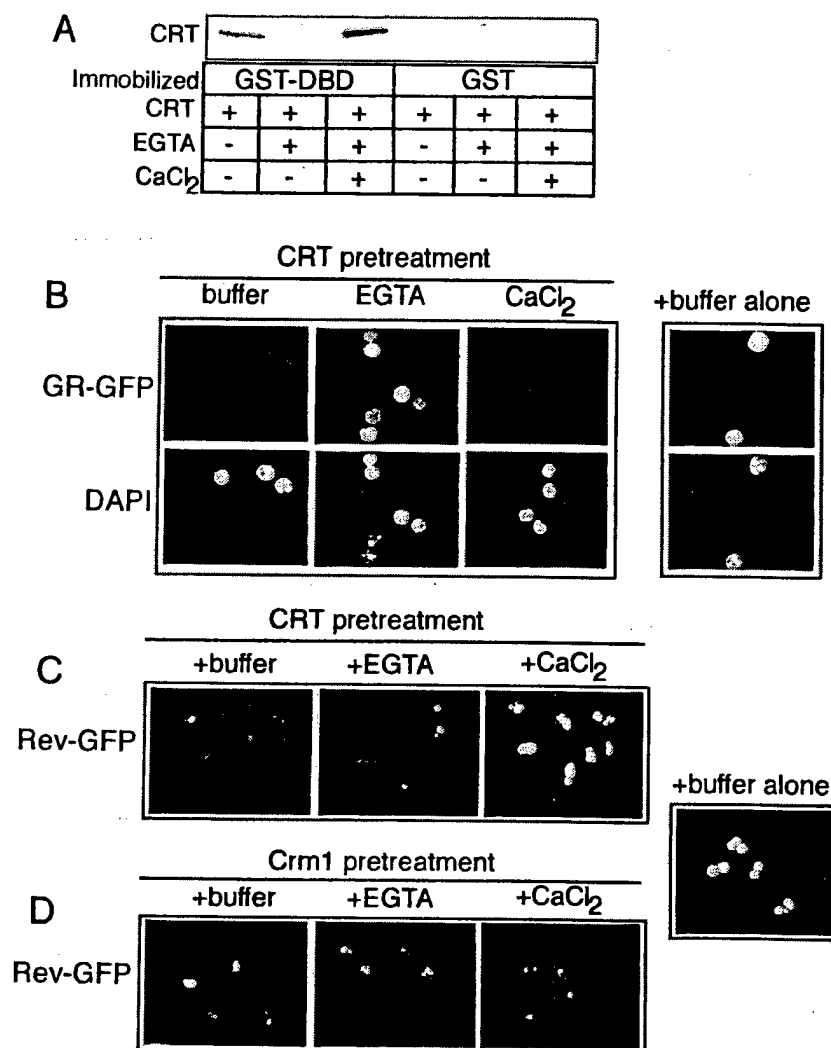 A
CRT
Immobilized GST-DBD GST
CRT + + + + + +
EGTA - + + - + +
CaCl2 - - + - - +
B
CRT pretreatment
buffer EGTA CaCl2
+buffer alone
GR-GFP
DAPI
C
CRT pretreatment
+buffer +EGTA +CaCl2
Rev-GFP
+buffer alone
D
Crm1 pretreatment
+buffer +EGTA +CaCl2
Rev-GFP